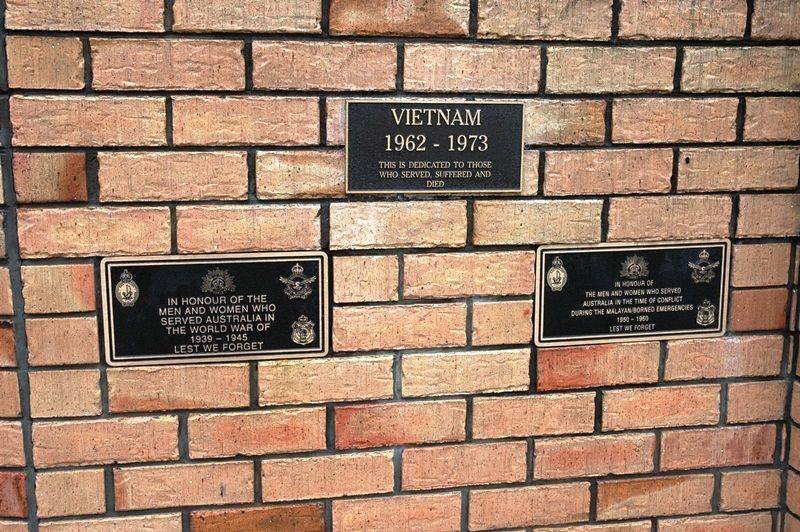 VIETNAM
1962 - 1973
THIS IS DEDICATED TO THOSE
WHO SERVED, SUFFERED AND
DIED
IN HONOUR OF THE
MEN AND WOMEN WHO
SERVED AUSTRALIA IN
THE WORLD WAR OF
1939 - 1945
LEST WE FORGET
IN HONOUR OF
THE MEN AND WOMEN WHO SERVED
AUSTRALIA IN THE TIME OF CONFLICT
DURING THE MALAYAN/BORNEO EMERGENCIES
1950 - 1960
LEST WE FORGET